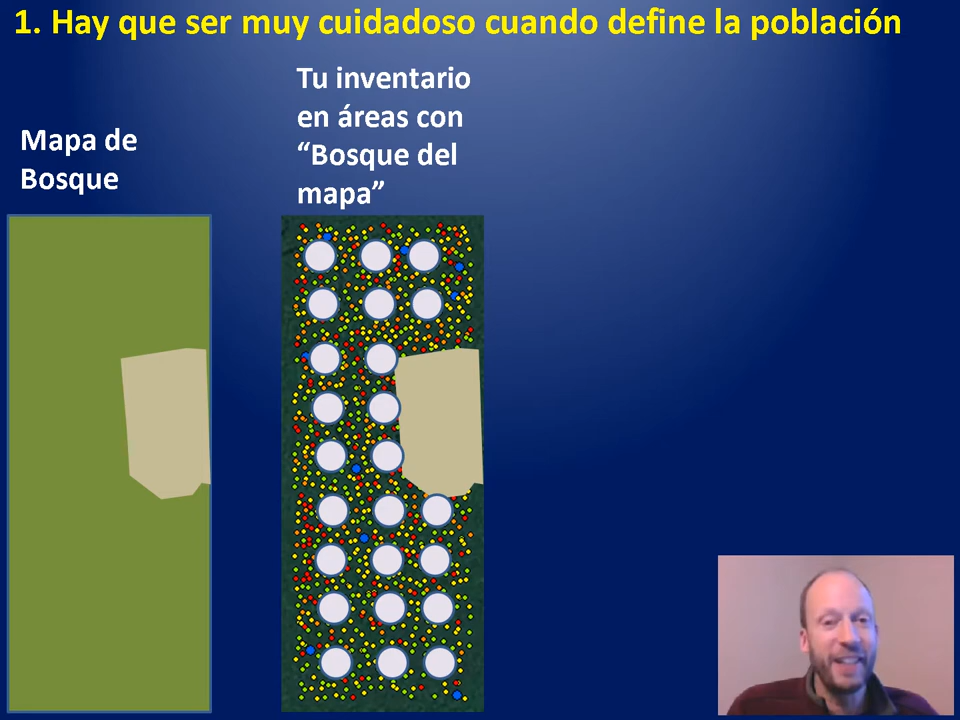 1. Hay que ser muy cuidadoso cuando define la población
Mapa de
Bosque
Tu inventario
en áreas con
“Bosque del
mapa”